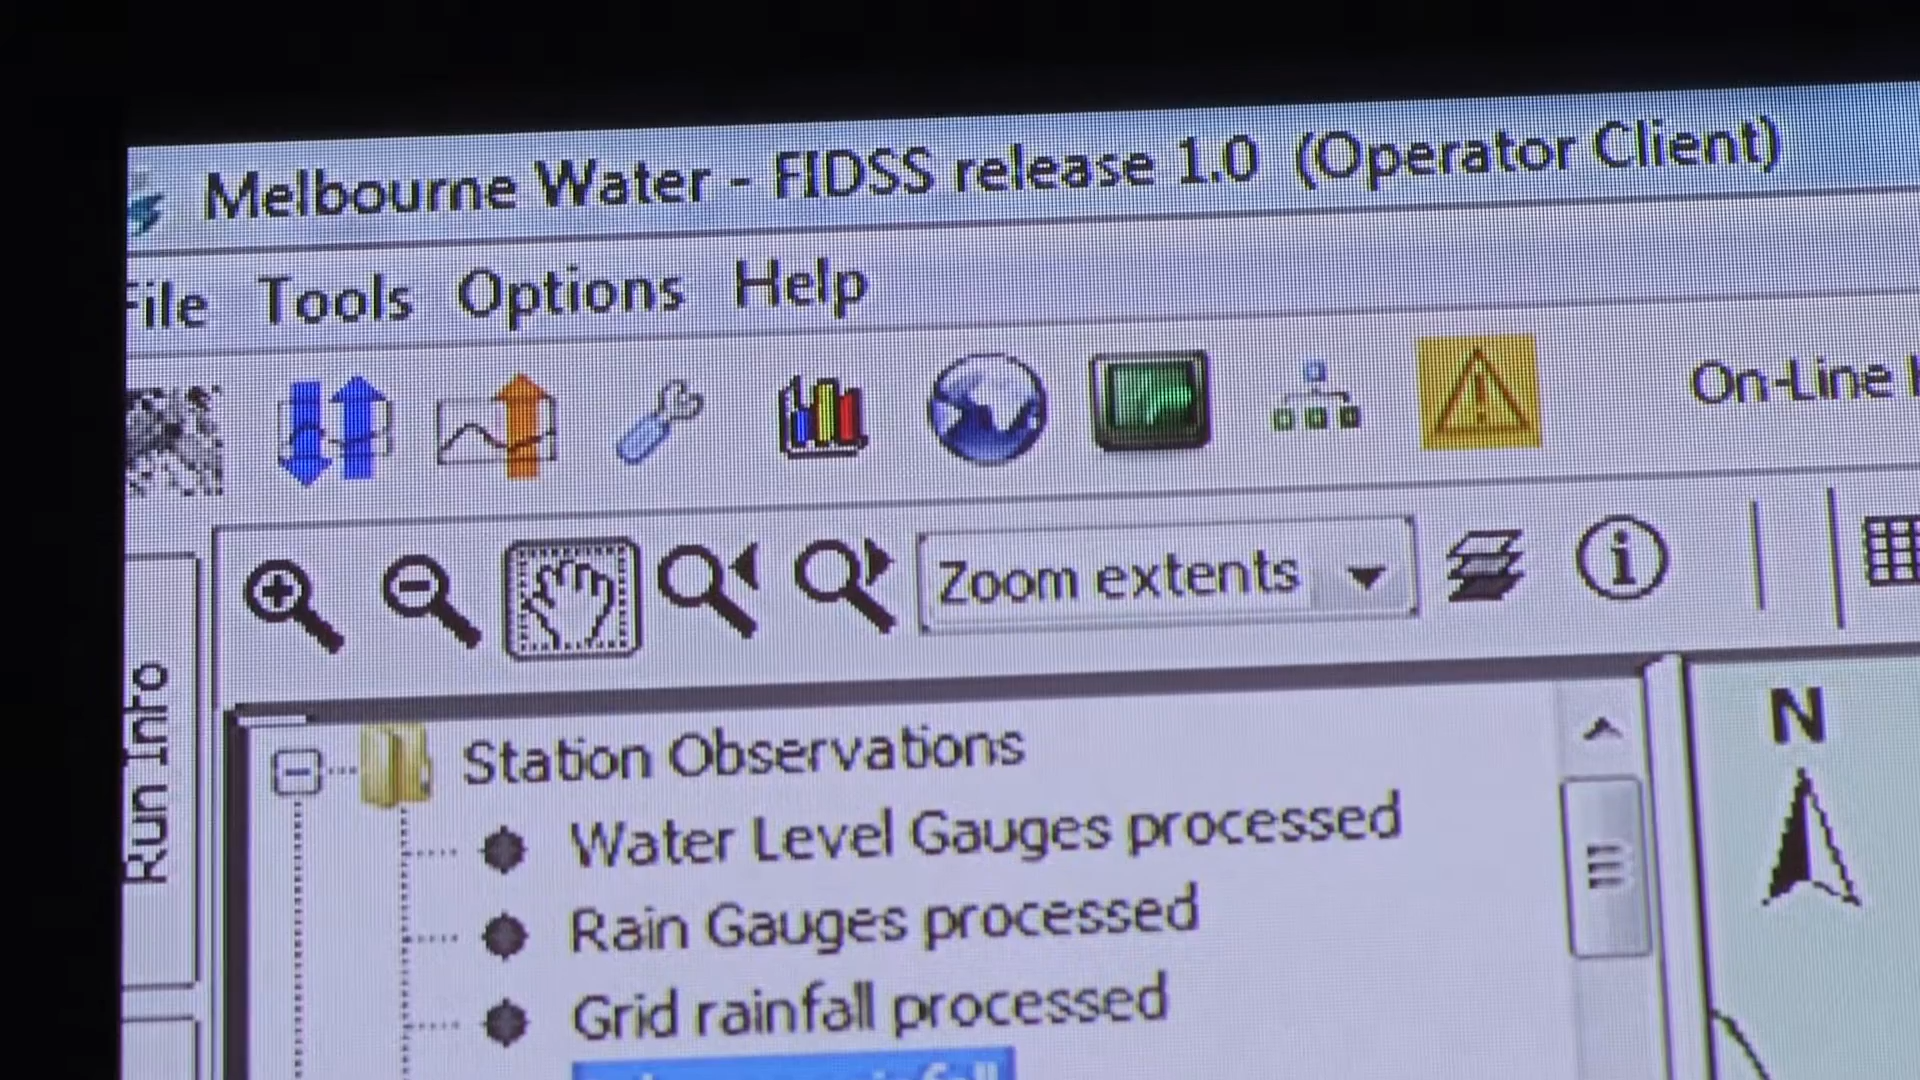 Melbourne Water - FIDSS release 1.0 (Operator Client)
File Tools Options Help
On-Line
Zoom extents
Run Info
N
Station Observations
Water Level Gauges processed
Rain Gauges processed
Grid rainfall processed